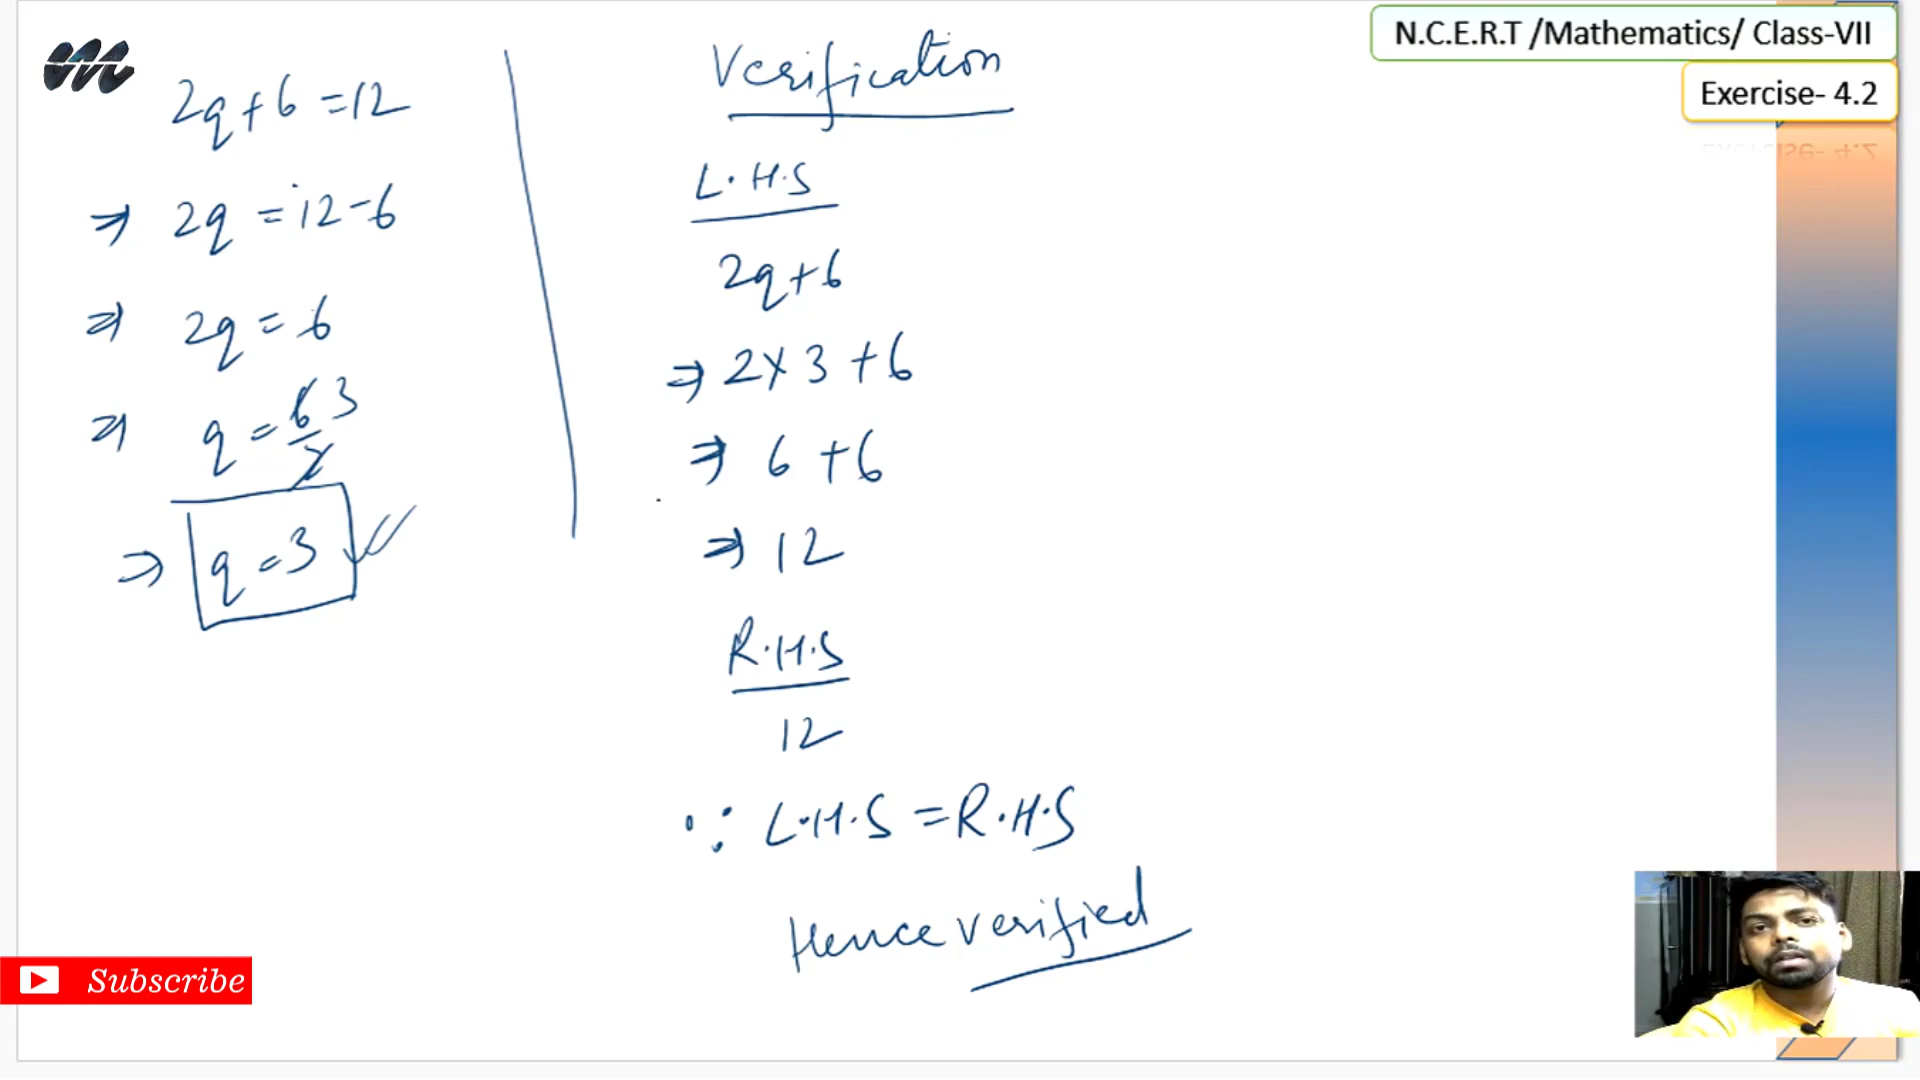 N.C.E.R.T /Mathematics/ Class-VII
Exercise- 4.2
2q+6 =12
⇒ 2q = 12-6
⇒ 2q = 6
⇒ q = 6/2 3
⇒ q = 3
Verification
L.H.S
2q+6
⇒ 2×3+6
⇒ 6+6
⇒ 12
R.H.S
12
∵ L.H.S = R.H.S
Hence verified
Subscribe